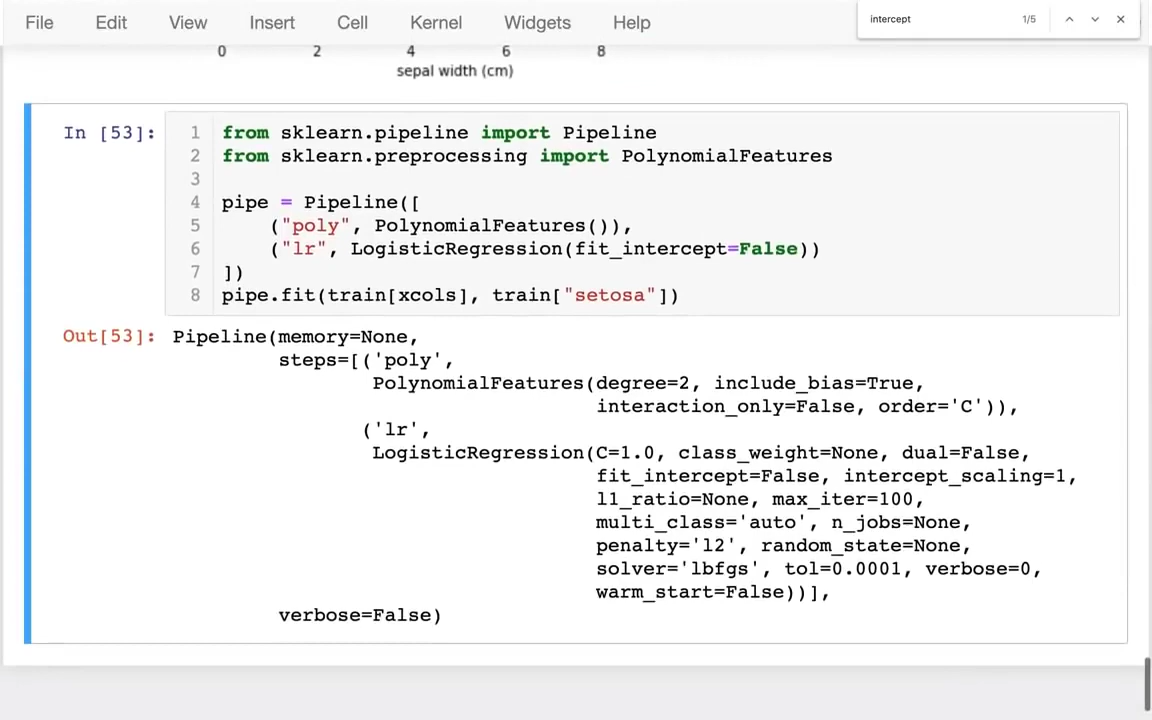 File Edit View Insert Cell Kernel Widgets Help
intercept 1/5
0 2 4 6 8
sepal width (cm)
In [53]:
1 from sklearn.pipeline import Pipeline
2 from sklearn.preprocessing import PolynomialFeatures
3
4 pipe = Pipeline([
5     ("poly", PolynomialFeatures()),
6     ("lr", LogisticRegression(fit_intercept=False))
7 ])
8 pipe.fit(train[xcols], train["setosa"])
Out[53]: Pipeline(memory=None,
steps=[('poly',
PolynomialFeatures(degree=2, include_bias=True,
interaction_only=False, order='C')),
('lr',
LogisticRegression(C=1.0, class_weight=None, dual=False,
fit_intercept=False, intercept_scaling=1,
l1_ratio=None, max_iter=100,
multi_class='auto', n_jobs=None,
penalty='l2', random_state=None,
solver='lbfgs', tol=0.0001, verbose=0,
warm_start=False))],
verbose=False)